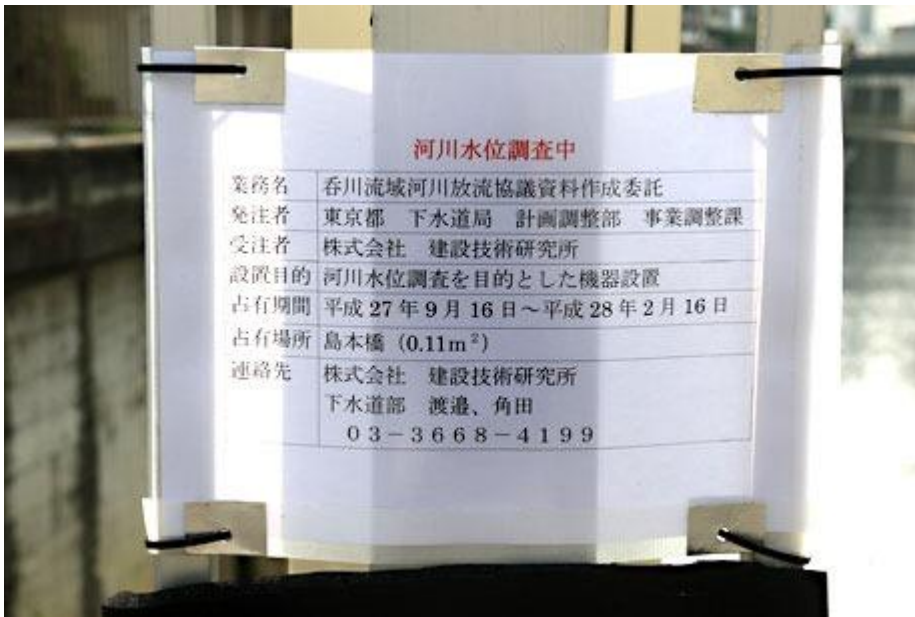 河川水位調査中
業務名 呑川流域河川放流協議資料作成委託
発注者 東京都 下水道局 計画調整部 事業調整課
受注者 株式会社 建設技術研究所
設置目的 河川水位調査を目的とした機器設置
占有期間 平成27年9月16日～平成28年2月16日
占有場所 島本橋（0.11m²）
連絡先 株式会社 建設技術研究所
下水道部 渡邉、角田
０３－３６６８－４１９９